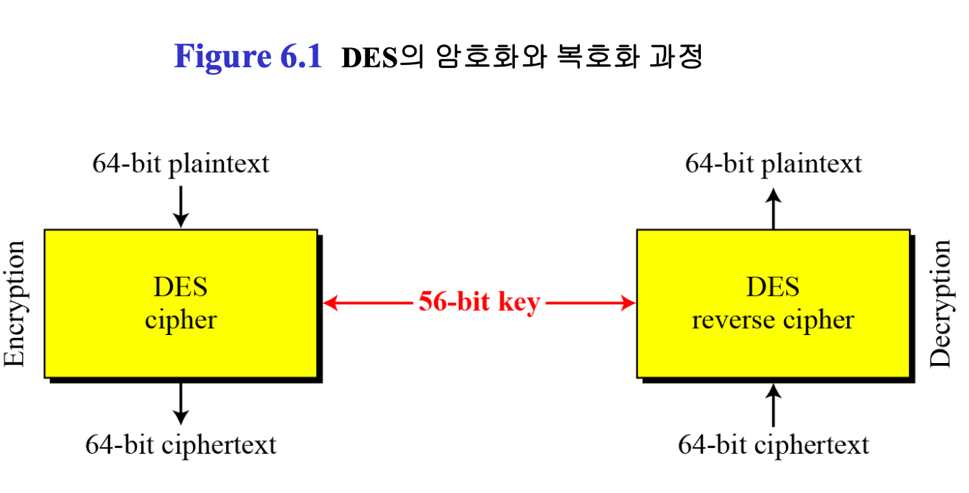 Figure 6.1 DES의 암호화와 복호화 과정
64-bit plaintext
64-bit plaintext
Encryption
DES
cipher
56-bit key
DES
reverse cipher
Decryption
64-bit ciphertext
64-bit ciphertext